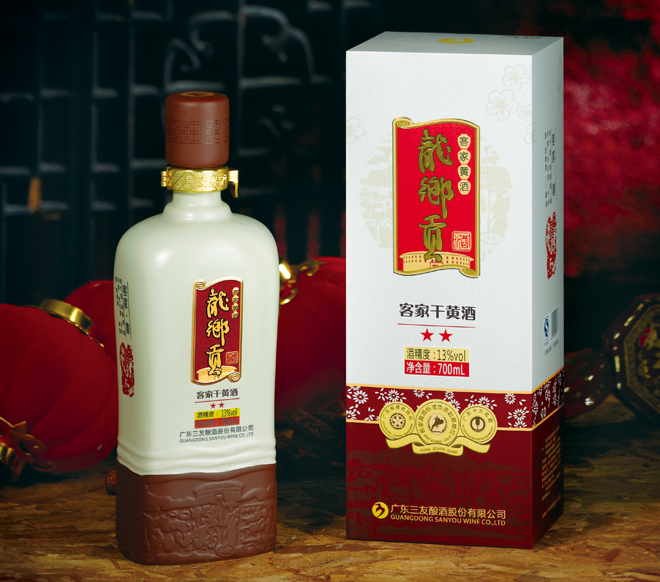 龍鄉貢
客家干黄酒
★★
酒精度：13%vol
广东三友酿酒股份有限公司
GUANGDONG SANYOU WINE CO.,LTD
客家黄酒
龍鄉貢
酒
客家干黄酒
★★
酒精度：13%vol
净含量：700mL
广东三友酿酒股份有限公司
GUANGDONG SANYOU WINE CO.,LTD